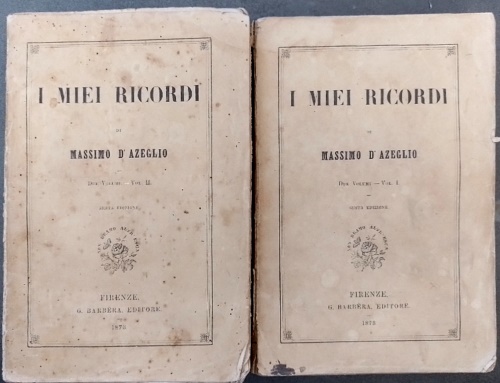 I MIEI RICORDI
DI
MASSIMO D'AZEGLIO
DUE VOLUMI — VOL. II.
SESTA EDIZIONE.
FIRENZE,
G. BARBÈRA, EDITORE.
I MIEI RICORDI
DI
MASSIMO D'AZEGLIO
DUE VOLUMI — VOL. I.
SESTA EDIZIONE.
FIRENZE,
G. BARBÈRA, EDITORE.